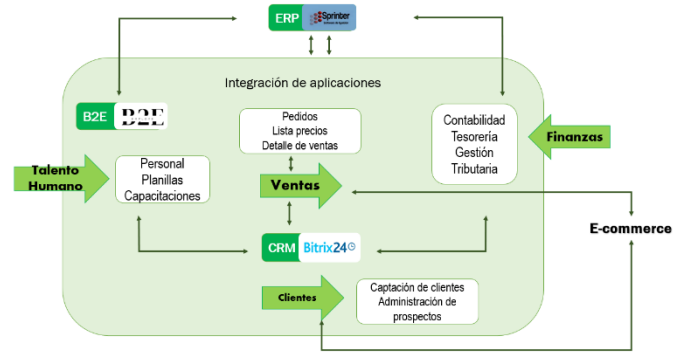 ERP Sprinter
Integración de aplicaciones
B2E B2E
Pedidos
Lista precios
Detalle de ventas
Contabilidad
Tesorería
Gestión
Tributaria
Finanzas
Talento
Humano
Personal
Planillas
Capacitaciones
Ventas
E-commerce
CRM Bitrix24
Clientes
Captación de clientes
Administración de
prospectos